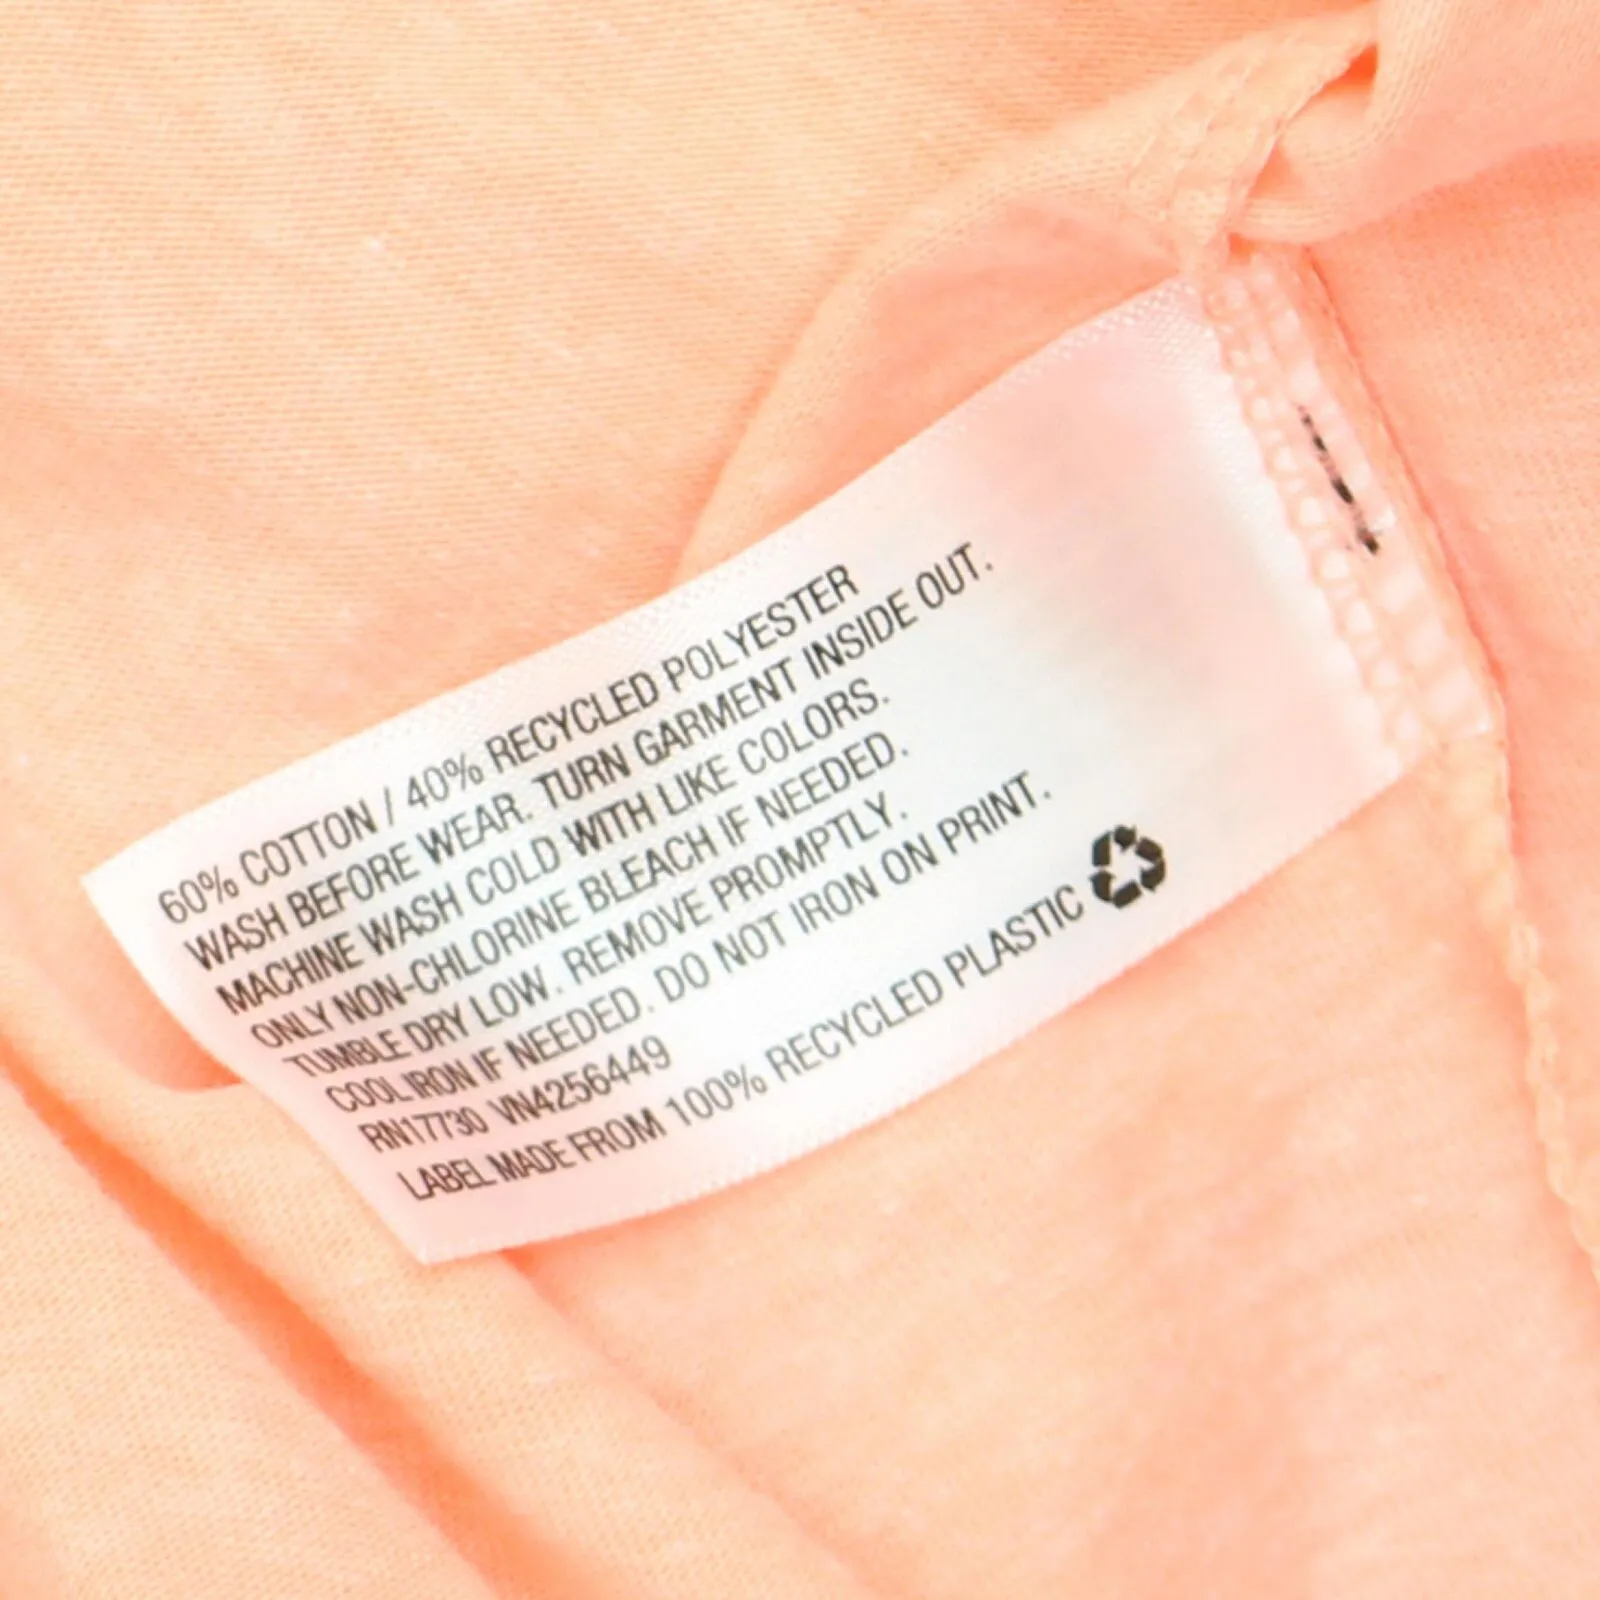 60% COTTON / 40% RECYCLED POLYESTER
WASH BEFORE WEAR. TURN GARMENT INSIDE OUT.
MACHINE WASH COLD WITH LIKE COLORS.
ONLY NON-CHLORINE BLEACH IF NEEDED.
TUMBLE DRY LOW. REMOVE PROMPTLY.
COOL IRON IF NEEDED. DO NOT IRON ON PRINT.
RN17730 VN4256449
LABEL MADE FROM 100% RECYCLED PLASTIC